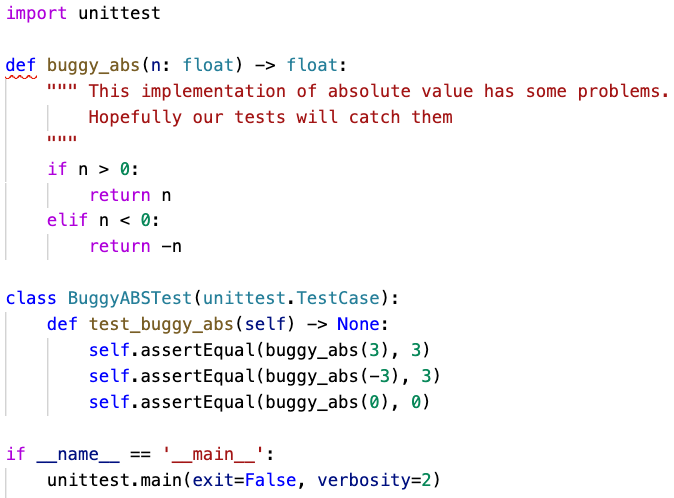 import unittest

def buggy_abs(n: float) -> float:
    """ This implementation of absolute value has some problems.
        Hopefully our tests will catch them
    """
    if n > 0:
        return n
    elif n < 0:
        return -n

class BuggyABSTest(unittest.TestCase):
    def test_buggy_abs(self) -> None:
        self.assertEqual(buggy_abs(3), 3)
        self.assertEqual(buggy_abs(-3), 3)
        self.assertEqual(buggy_abs(0), 0)

if __name__ == '__main__':
    unittest.main(exit=False, verbosity=2)